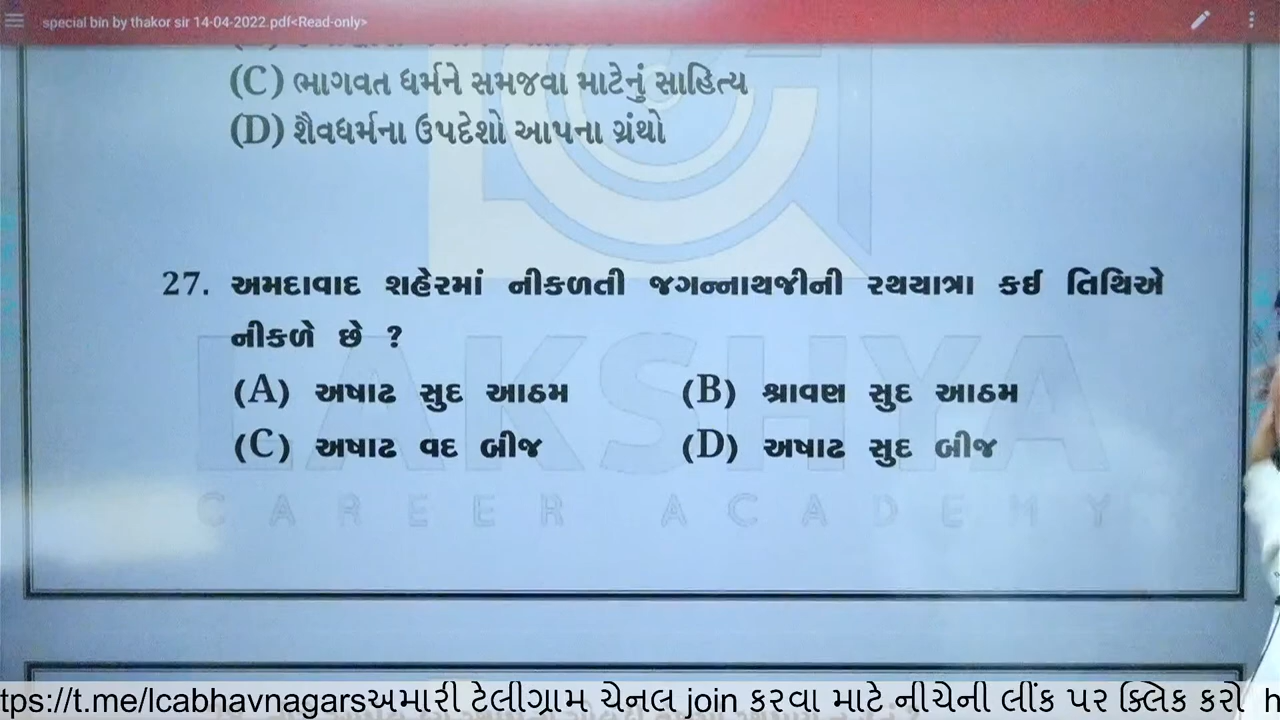 special bin by thakor sir 14-04-2022.pdf<Read-only>
(C) ભાગવત ધર્મને સમજવા માટેનું સાહિત્ય
(D) શૈવધર્મના ઉપદેશો આપના ગ્રંથો
27. અમદાવાદ શહેરમાં નીકળતી જગન્નાથજીની રથયાત્રા કઈ તિથિએ
નીકળે છે ?
(A) અષાઢ સુદ આઠમ (B) શ્રાવણ સુદ આઠમ
(C) અષાઢ વદ બીજ (D) અષાઢ સુદ બીજ
LAKSHYA
CAREER ACADEMY
tps://t.me/lcabhavnagarsઅમારી ટેલીગ્રામ ચેનલ join કરવા માટે નીચેની લીંક પર ક્લિક કરો h